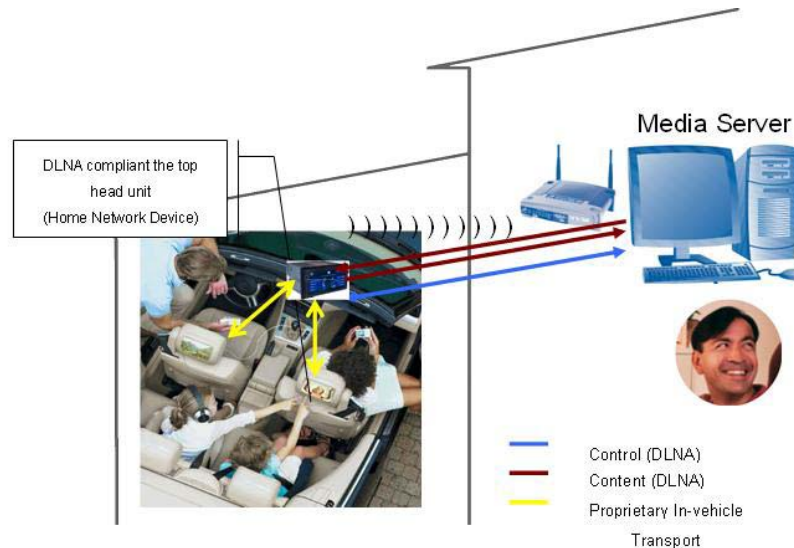 Media Server
DLNA compliant the top
head unit
(Home Network Device)
Control (DLNA)
Content (DLNA)
Proprietary In-vehicle
Transport